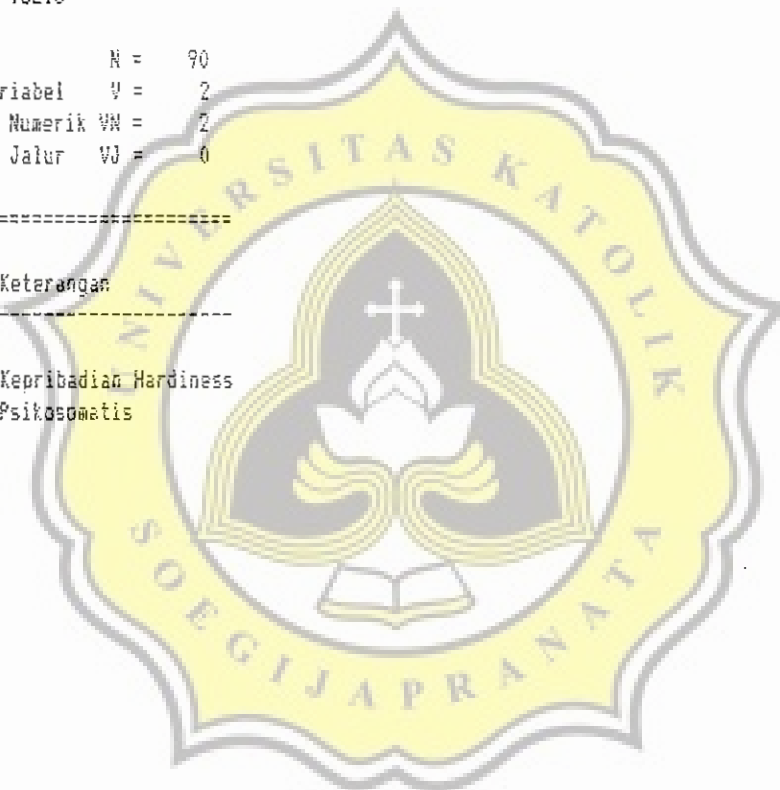 N = 90
riabel V = 2
Numerik VN = 2
Jalur VJ = 0
=====================
Keterangan
---------------------
Kepribadian Hardiness
Psikosomatis
UNIVERSITAS KATOLIK
SOEGIJAPRANATA